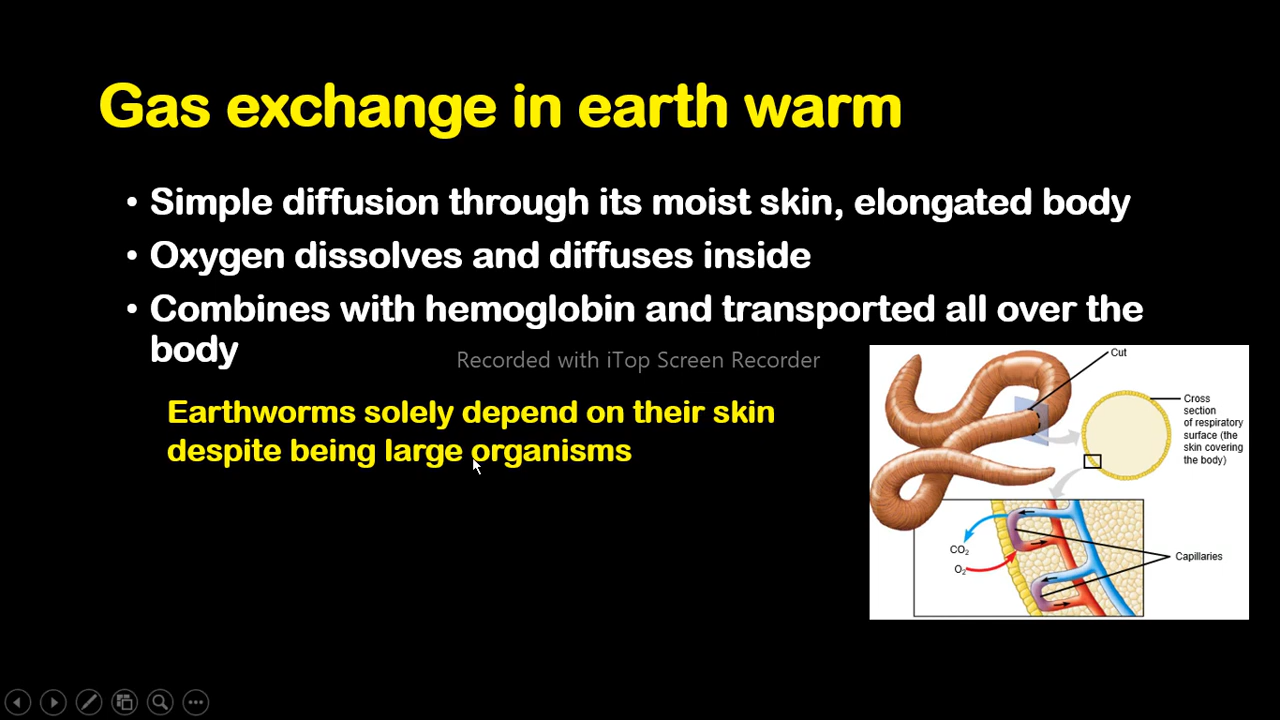 Gas exchange in earth warm
• Simple diffusion through its moist skin, elongated body
• Oxygen dissolves and diffuses inside
• Combines with hemoglobin and transported all over the
body
Recorded with iTop Screen Recorder
Earthworms solely depend on their skin
despite being large organisms
Cut
Cross
section
of respiratory
surface (the
skin covering
the body)
CO₂
O₂
Capillaries